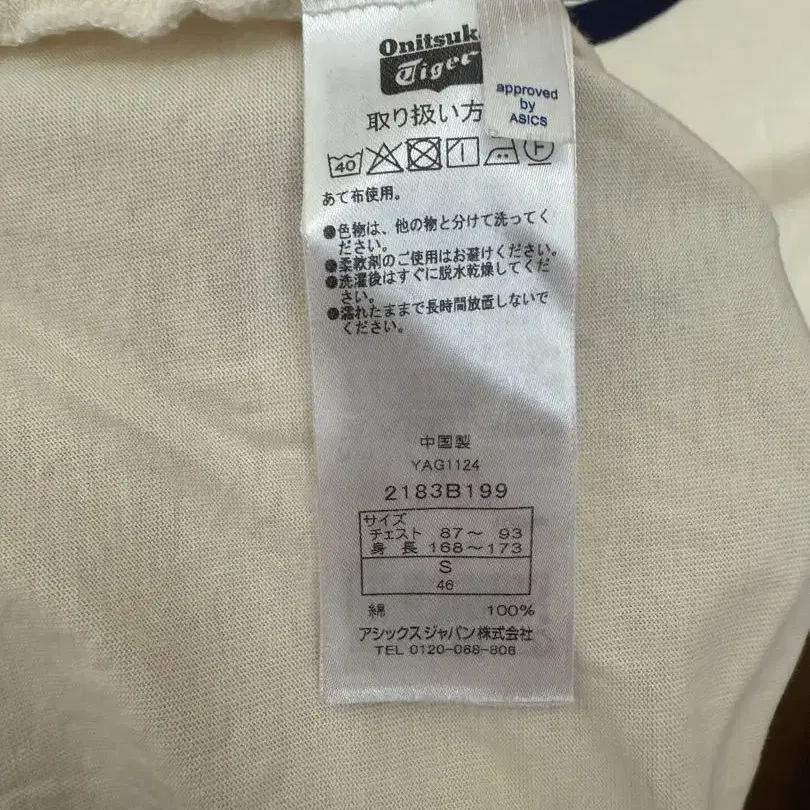 Onitsuk
Tiger
approved
by
ASICS
取り扱い方
40
F
あて布使用。
●色物は、他の物と分けて洗ってく
ださい。
●柔軟剤のご使用はお避けください。
●洗濯後はすぐに脱水乾燥してくだ
さい。
●濡れたままで長時間放置しないで
ください。
中国製
YAG1124
2183B199
サイズ
チェスト 87～ 93
身 長 168～173
S
46
綿 100%
アシックスジャパン株式会社
TEL 0120-068-806